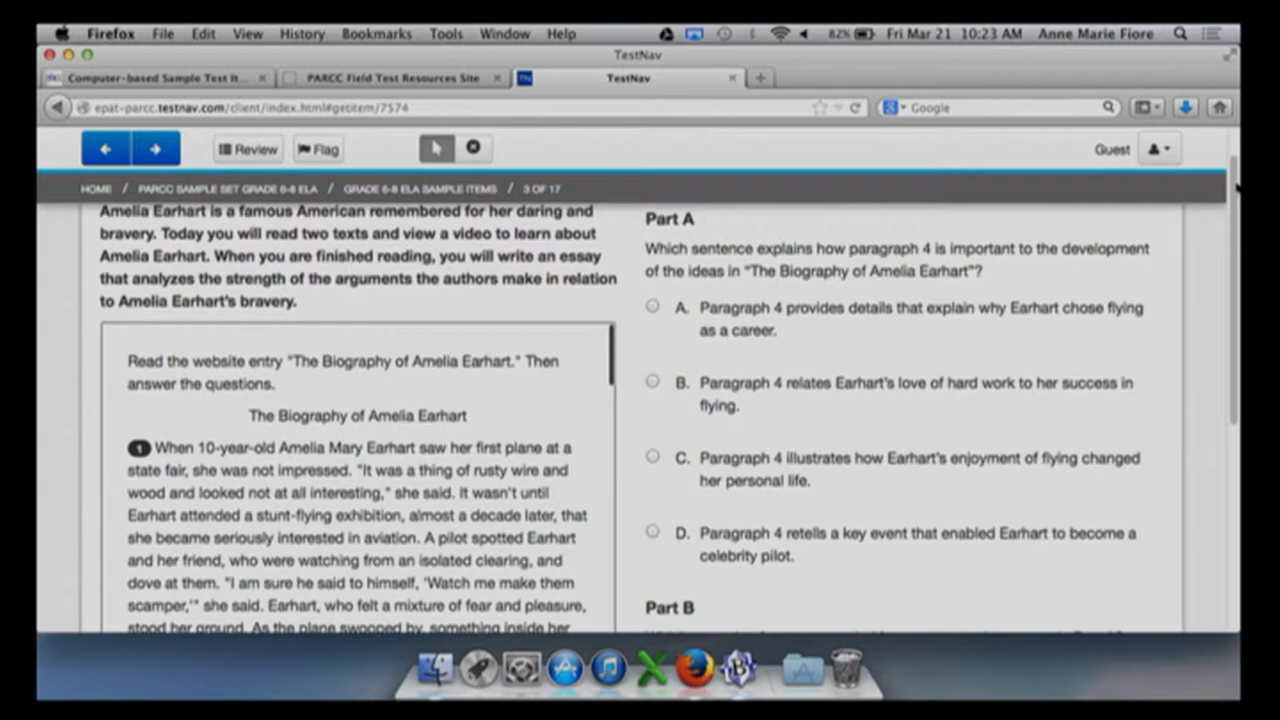 Firefox File Edit View History Bookmarks Tools Window Help 82% Fri Mar 21 10:23 AM Anne Marie Fiore
TestNav
Computer-based Sample Test It... PARCC Field Test Resources Site TN TestNav
epat-parcc.testnav.com/client/index.html#getitem/7574 Google
Review Flag Guest
HOME / PARCC SAMPLE SET GRADE 6-8 ELA / GRADE 6-8 ELA SAMPLE ITEMS / 3 OF 17
Amelia Earhart is a famous American remembered for her daring and
bravery. Today you will read two texts and view a video to learn about
Amelia Earhart. When you are finished reading, you will write an essay
that analyzes the strength of the arguments the authors make in relation
to Amelia Earhart's bravery.
Read the website entry "The Biography of Amelia Earhart." Then
answer the questions.
The Biography of Amelia Earhart
1 When 10-year-old Amelia Mary Earhart saw her first plane at a
state fair, she was not impressed. "It was a thing of rusty wire and
wood and looked not at all interesting," she said. It wasn't until
Earhart attended a stunt-flying exhibition, almost a decade later, that
she became seriously interested in aviation. A pilot spotted Earhart
and her friend, who were watching from an isolated clearing, and
dove at them. "I am sure he said to himself, 'Watch me make them
scamper,'" she said. Earhart, who felt a mixture of fear and pleasure,
stood her ground. As the plane swooped by, something inside her
Part A
Which sentence explains how paragraph 4 is important to the development
of the ideas in "The Biography of Amelia Earhart"?
A. Paragraph 4 provides details that explain why Earhart chose flying
as a career.
B. Paragraph 4 relates Earhart's love of hard work to her success in
flying.
C. Paragraph 4 illustrates how Earhart's enjoyment of flying changed
her personal life.
D. Paragraph 4 retells a key event that enabled Earhart to become a
celebrity pilot.
Part B